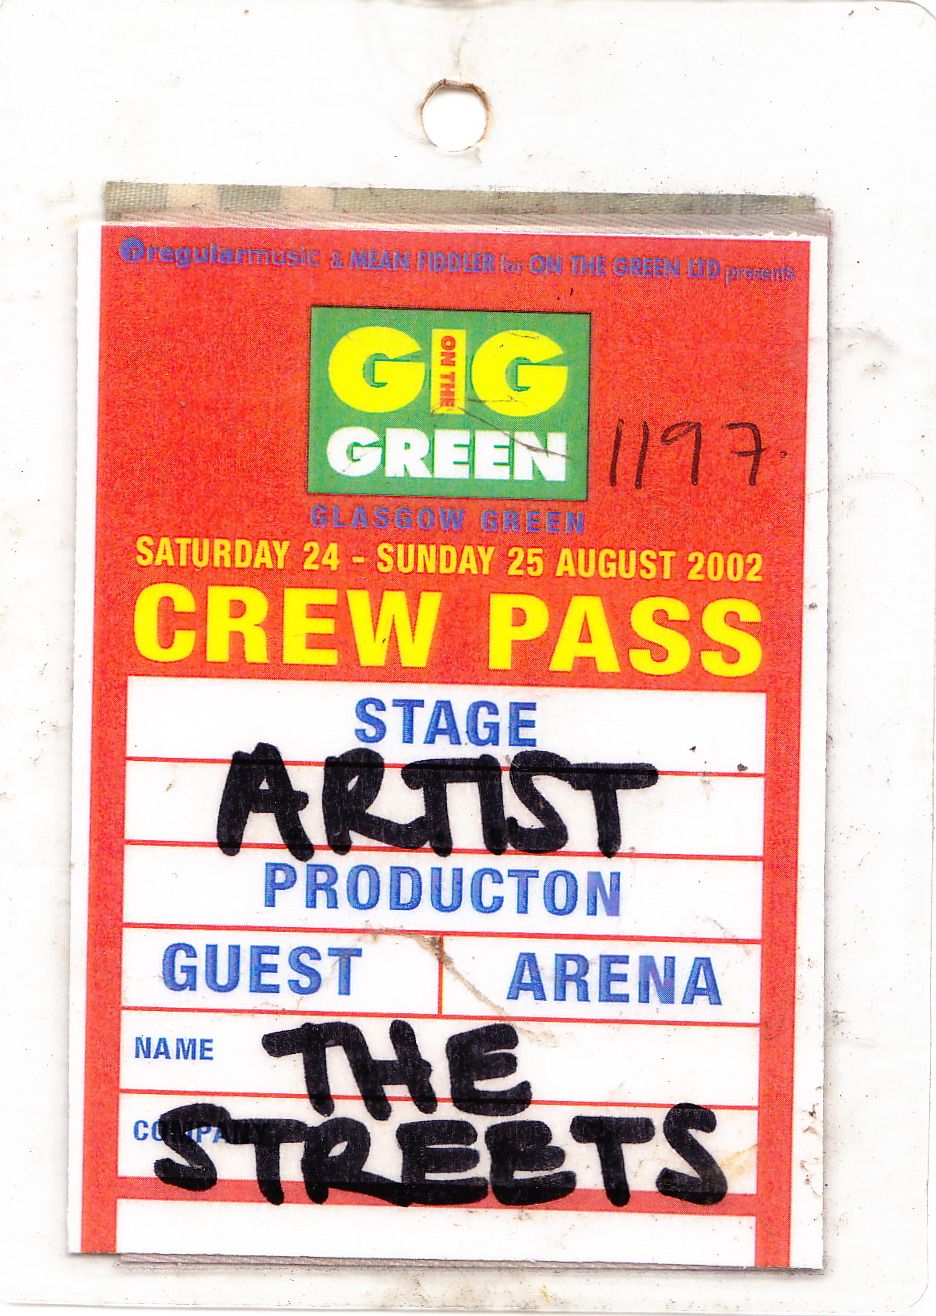 regularmusic & MEAN FIDDLER for ON THE GREEN LTD presents
GIG
ON THE
GREEN
1197
GLASGOW GREEN
SATURDAY 24 - SUNDAY 25 AUGUST 2002
CREW PASS
STAGE
ARTIST
PRODUCTON
GUEST ARENA
NAME THE
COMPANY STREETS